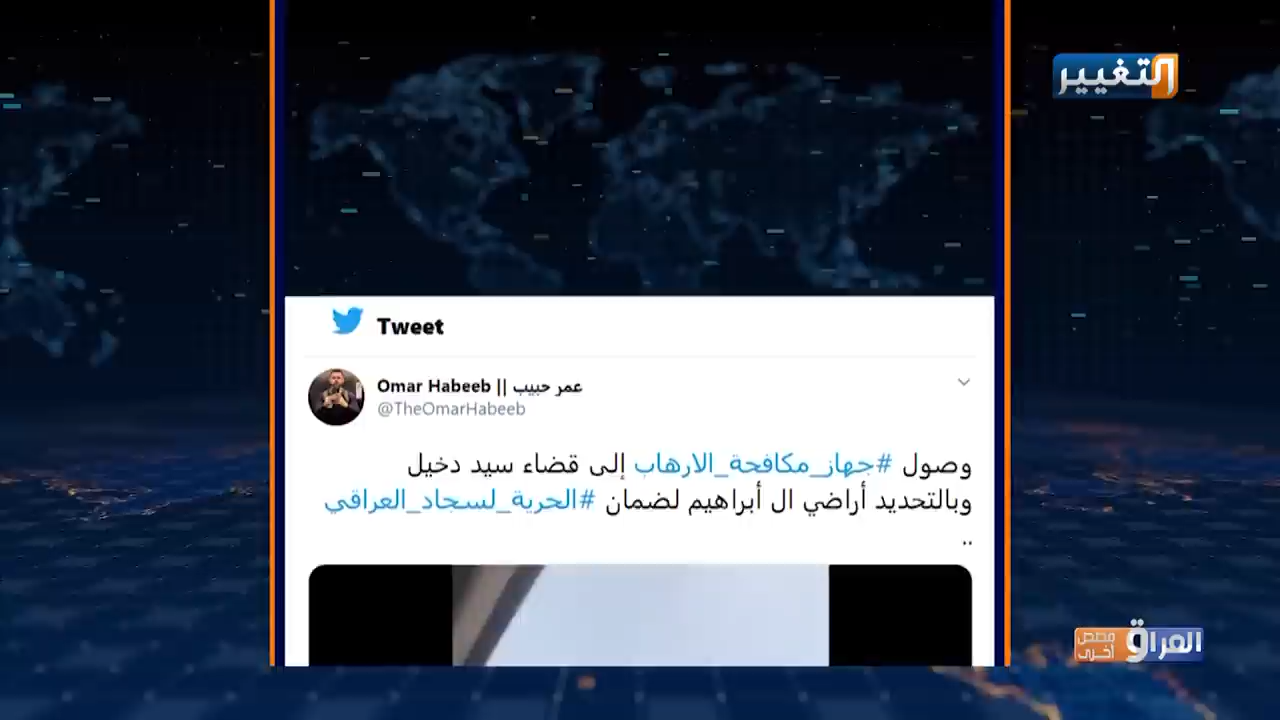 التغيير
Tweet
Omar Habeeb || عمر حبيب
@TheOmarHabeeb
وصول #جهاز_مكافحة_الارهاب إلى قضاء سيد دخيل
وبالتحديد أراضي ال أبراهيم لضمان #الحرية_لسجاد_العراقي
..
العراق
قصص
أخرى